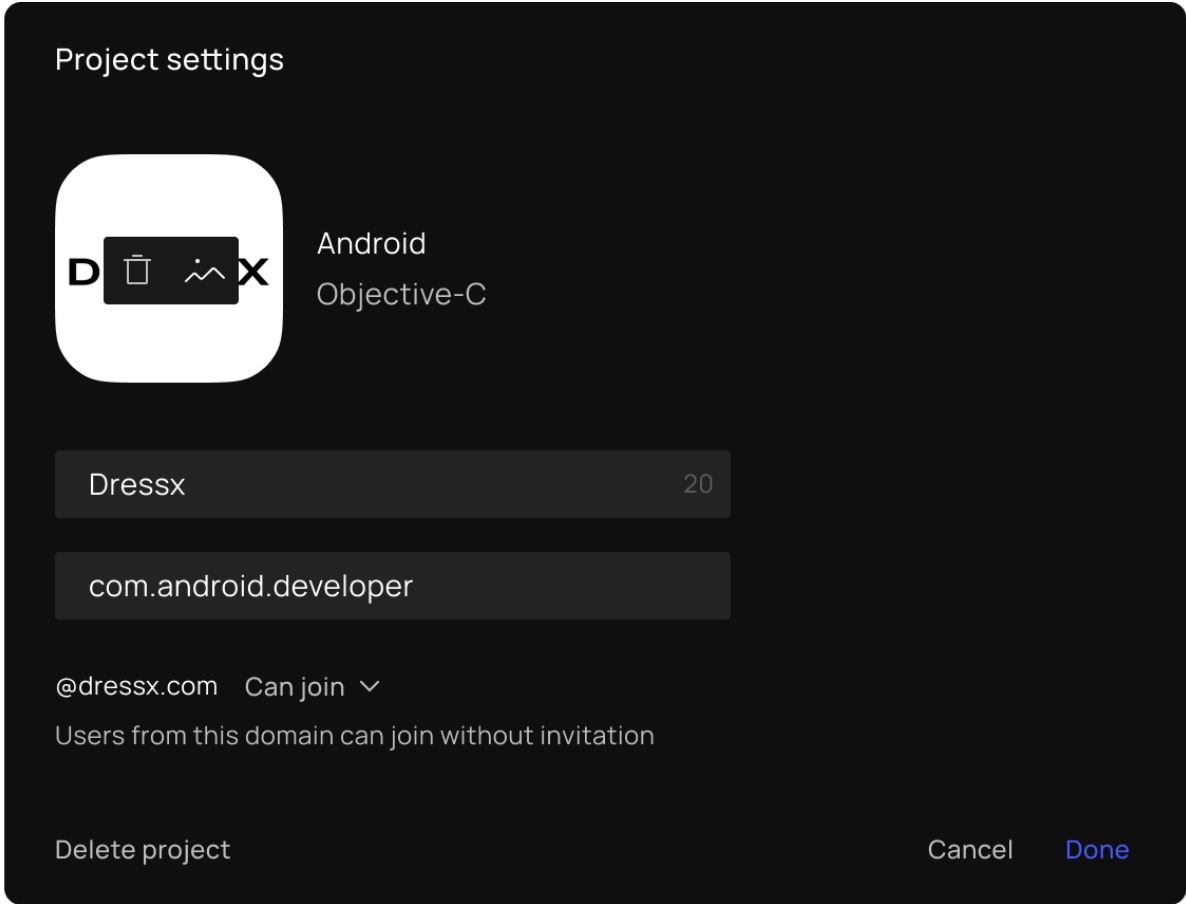 Project settings
D X
Android
Objective-C
Dressx 20
com.android.developer
@dressx.com Can join
Users from this domain can join without invitation
Delete project Cancel Done